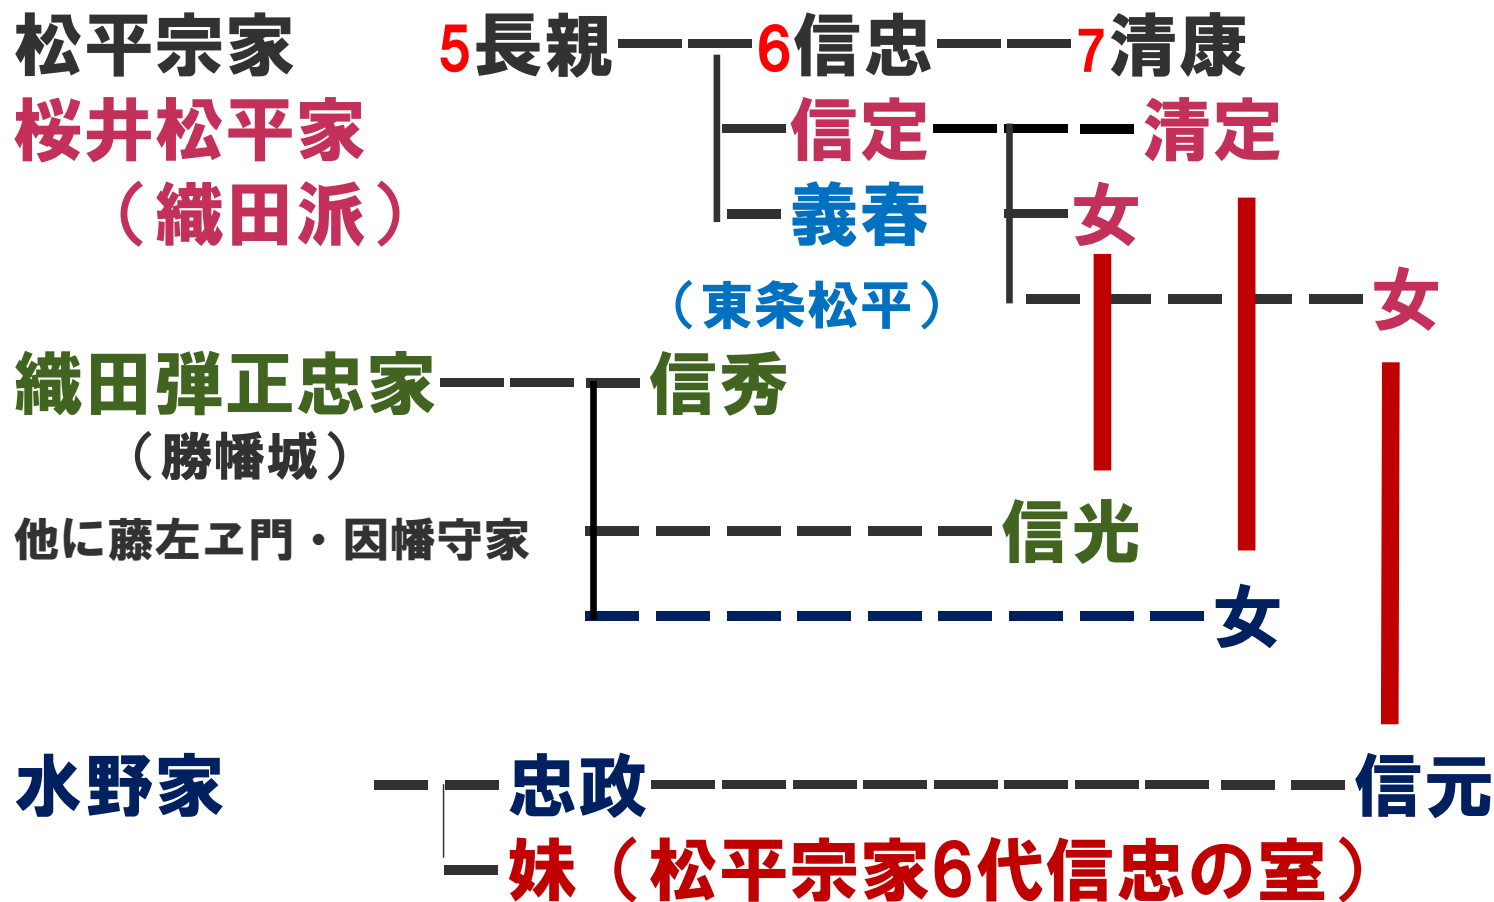 松平宗家 5長親 6信忠 7清康
桜井松平家 信定 清定
（織田派） 義春 女
（東条松平） 女
織田弾正忠家 信秀
（勝幡城）
他に藤左ヱ門・因幡守家 信光
女
水野家 忠政 信元
妹（松平宗家6代信忠の室）